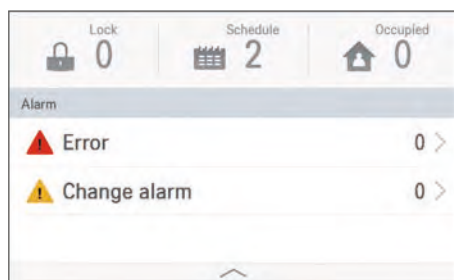 Lock
0
Schedule
2
Occupied
0
Alarm
Error 0
Change alarm 0